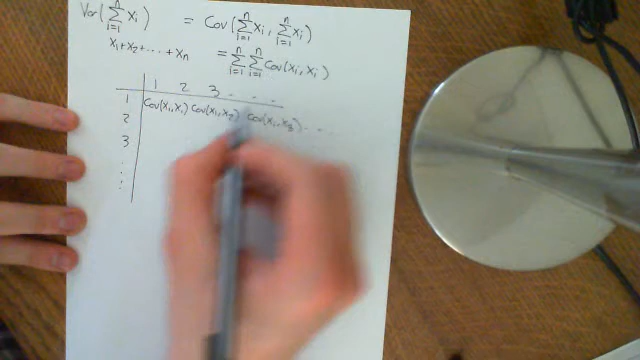 Var(∑_{i=1}^{n} x_i) = Cov(∑_{i=1}^{n} x_i, ∑_{i=1}^{n} x_i)
x_1 + x_2 + ... + x_n = ∑_{i=1}^{n} ∑_{i=1}^{n} Cov(x_i, x_i)
1 2 3 . . .
1 Cov(x_1, x_1) Cov(x_1, x_2) Cov(x_1, x_3) . . .
2
3
⋮